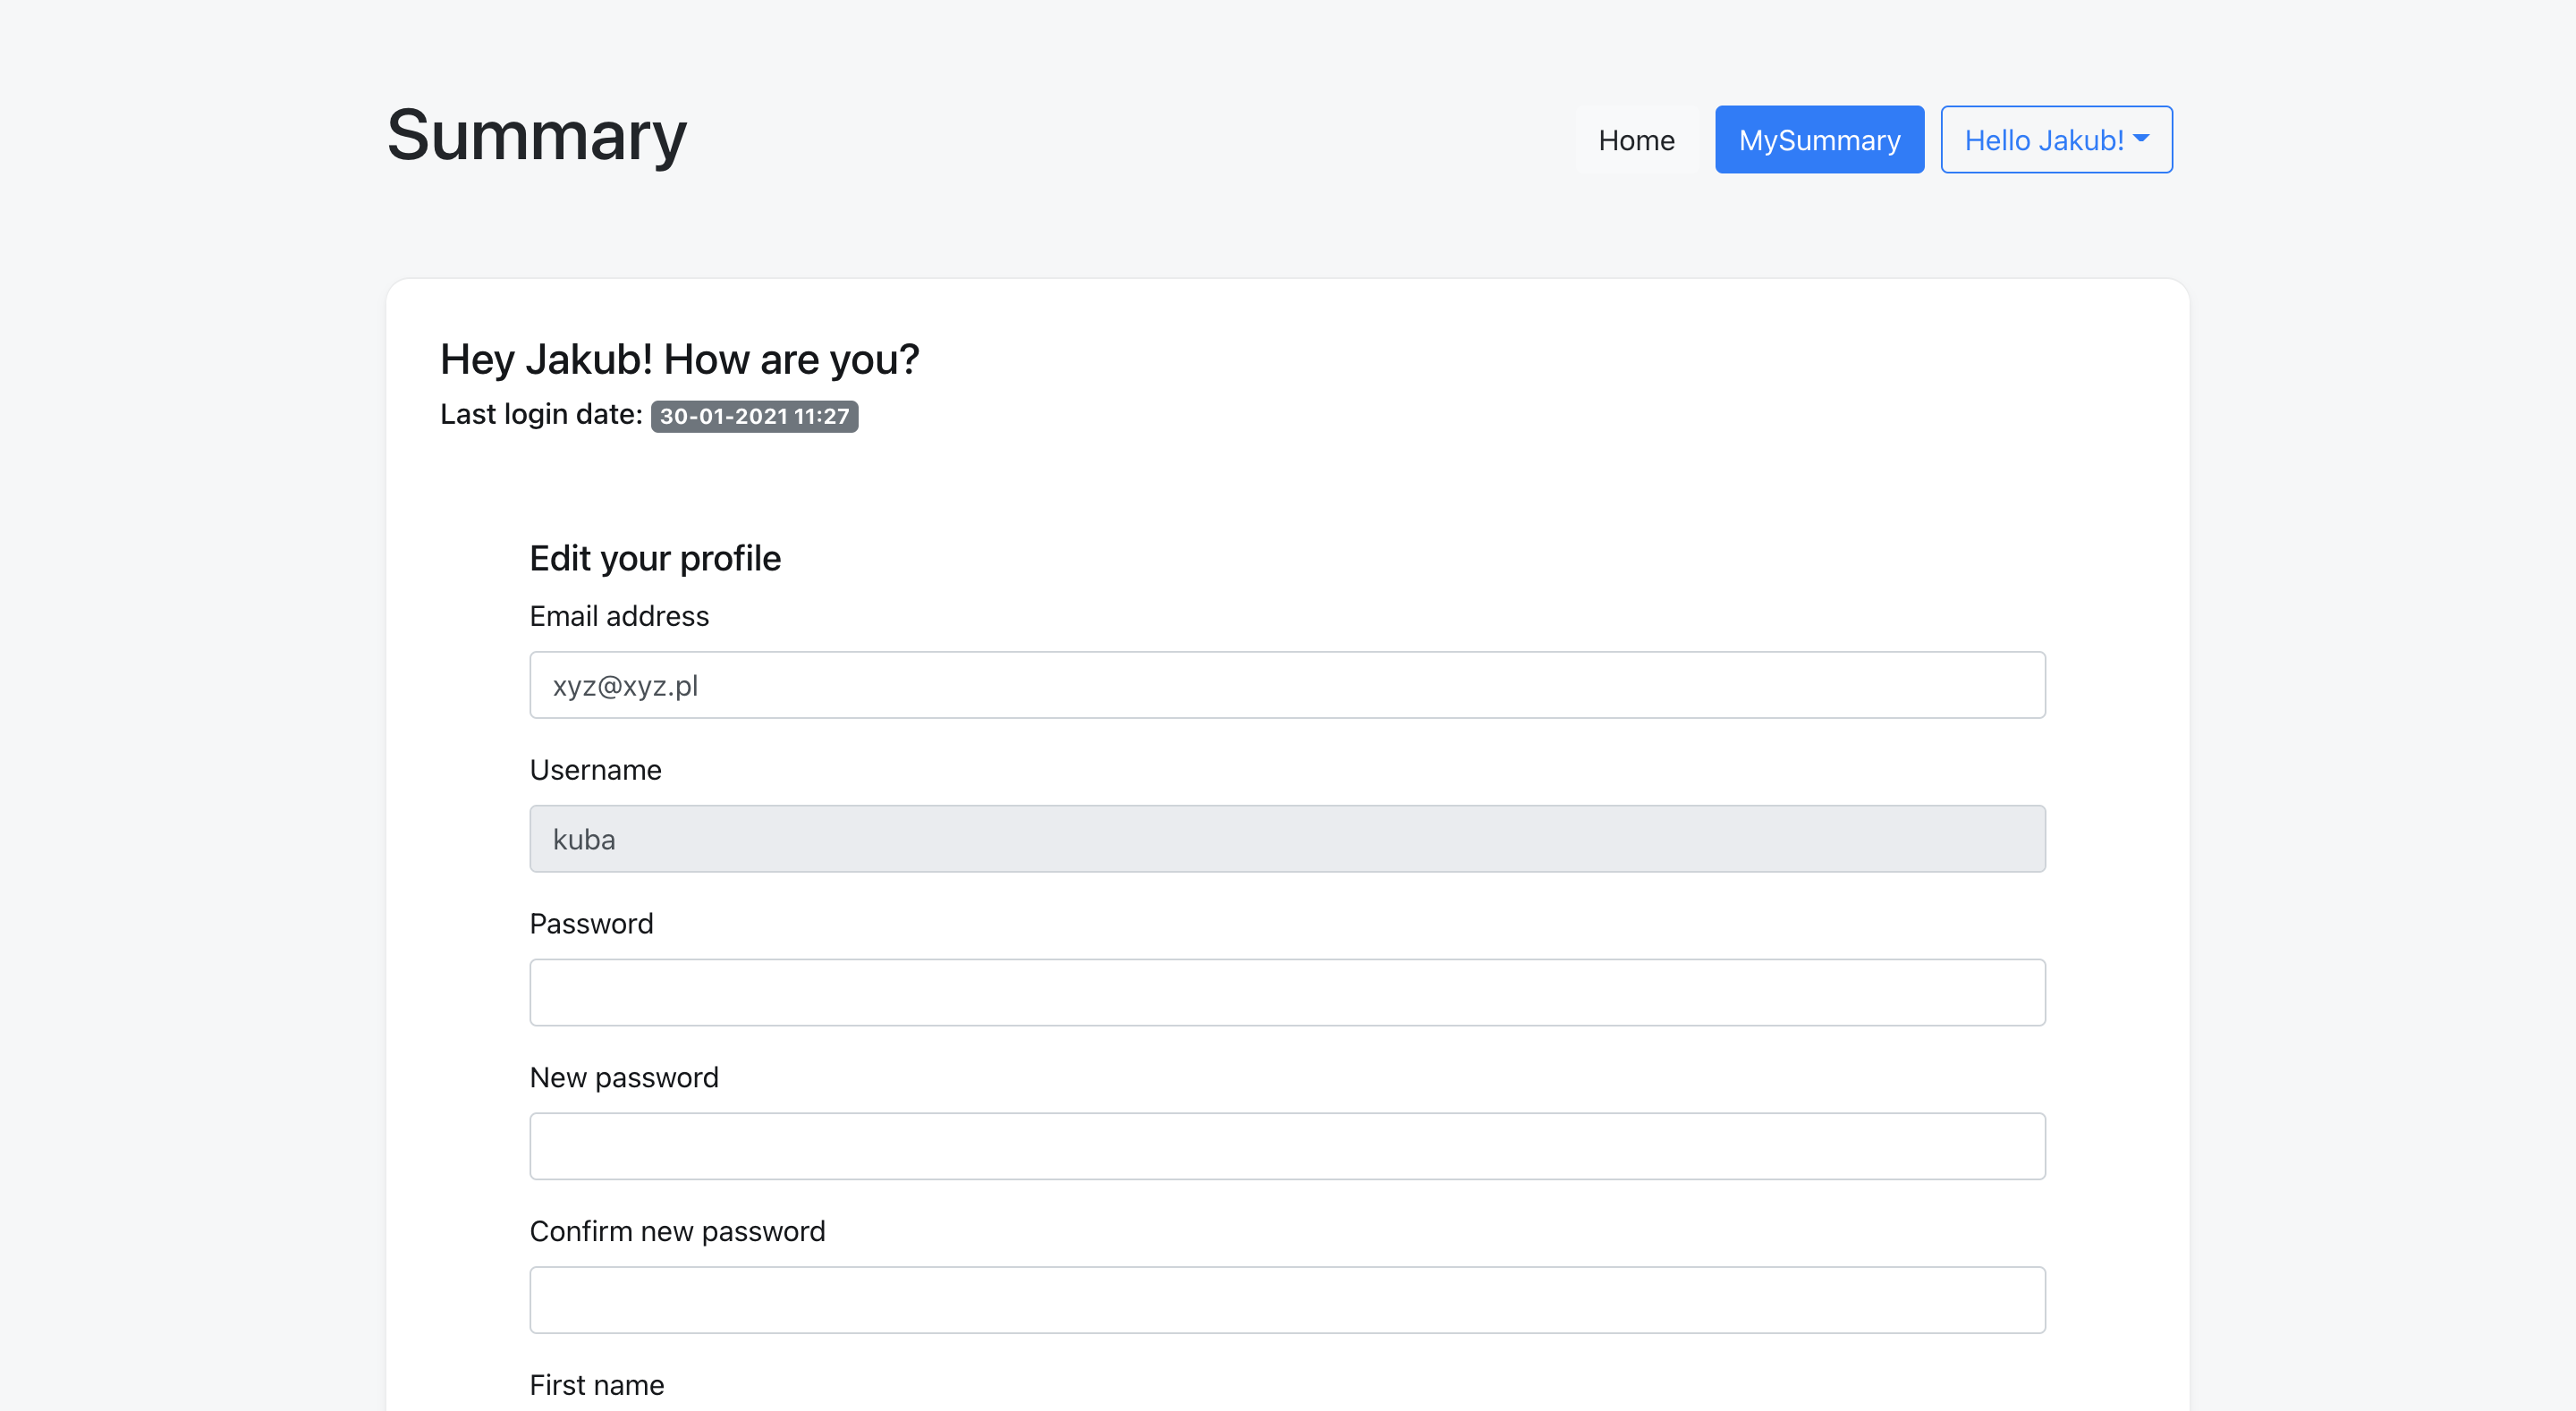 Summary
Home
MySummary
Hello Jakub!
Hey Jakub! How are you?
Last login date: 30-01-2021 11:27
Edit your profile
Email address
xyz@xyz.pl
Username
kuba
Password
New password
Confirm new password
First name